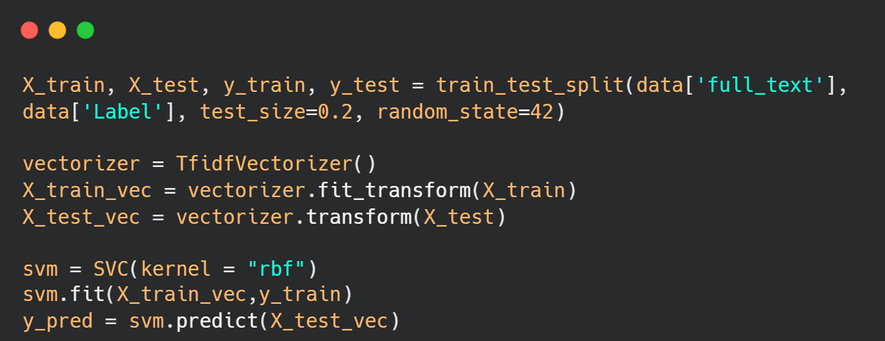 X_train, X_test, y_train, y_test = train_test_split(data['full_text'],
data['Label'], test_size=0.2, random_state=42)
vectorizer = TfidfVectorizer()
X_train_vec = vectorizer.fit_transform(X_train)
X_test_vec = vectorizer.transform(X_test)
svm = SVC(kernel = "rbf")
svm.fit(X_train_vec,y_train)
y_pred = svm.predict(X_test_vec)